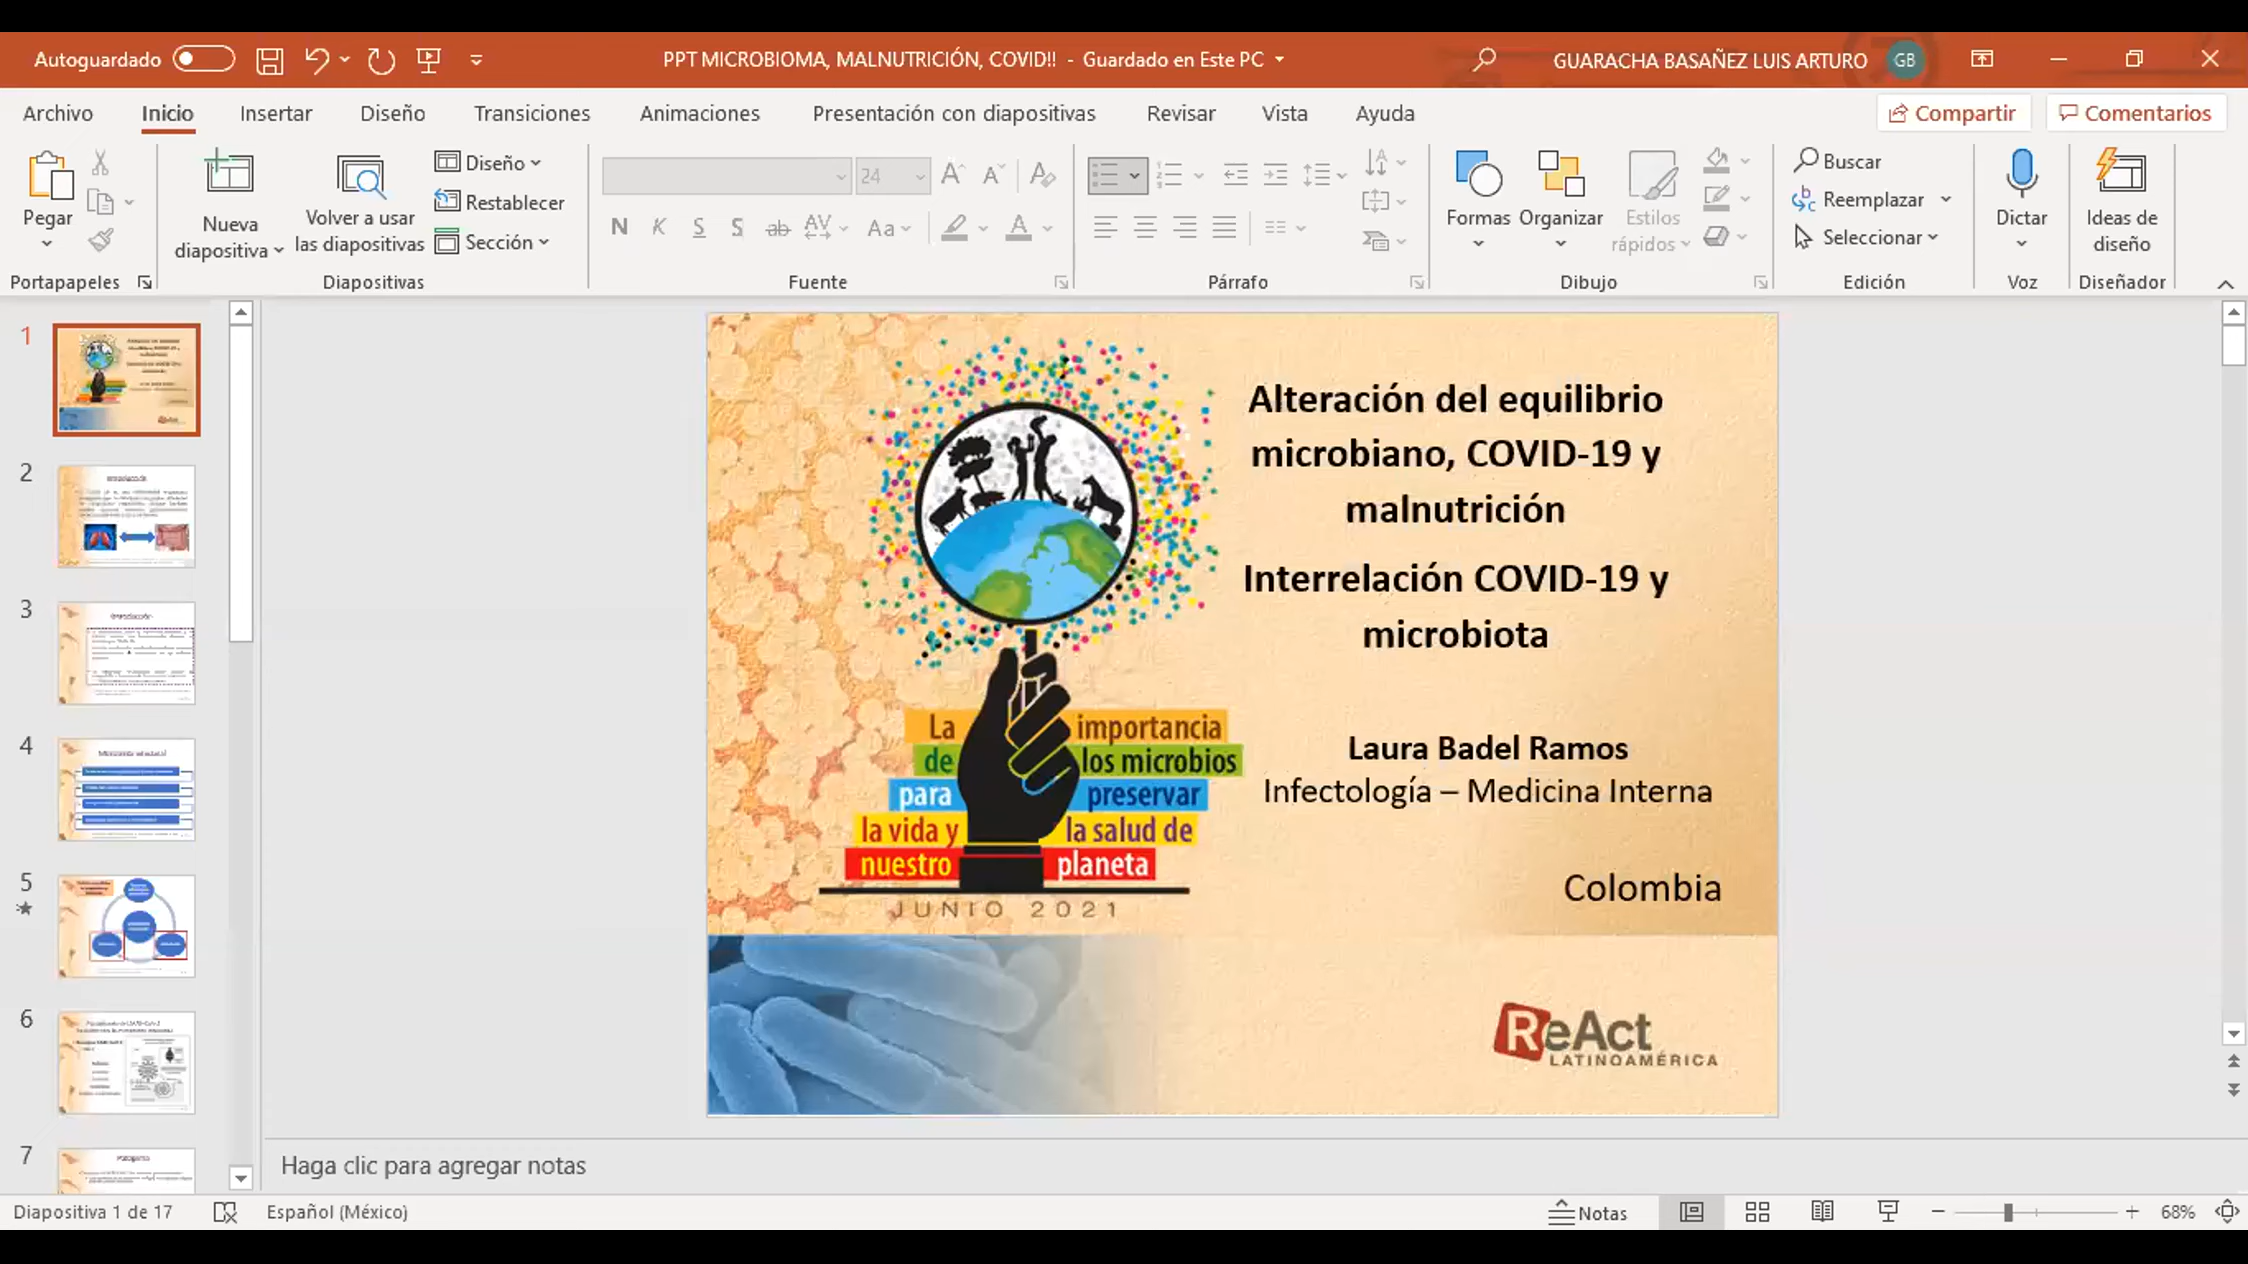 Autoguardado
PPT MICROBIOMA, MALNUTRICIÓN, COVID!! - Guardado en Este PC
GUARACHA BASAÑEZ LUIS ARTURO
GB
Archivo
Inicio
Insertar
Diseño
Transiciones
Animaciones
Presentación con diapositivas
Revisar
Vista
Ayuda
Compartir
Comentarios
Pegar
Nueva
diapositiva
Volver a usar
las diapositivas
Diseño
Restablecer
Sección
24
N K S S ab AV Aa A
Formas
Organizar
Estilos
rápidos
Buscar
Reemplazar
Seleccionar
Dictar
Ideas de
diseño
Portapapeles
Diapositivas
Fuente
Párrafo
Dibujo
Edición
Voz
Diseñador
1
2
Introducción
3
Introducción
4
5
6
7
Alteración del equilibrio
microbiano, COVID-19 y
malnutrición
Interrelación COVID-19 y
microbiota
Laura Badel Ramos
Infectología – Medicina Interna
Colombia
La importancia
de los microbios
para preservar
la vida y la salud de
nuestro planeta
JUNIO 2021
ReAct
LATINOAMÉRICA
Haga clic para agregar notas
Diapositiva 1 de 17
Español (México)
Notas
68%